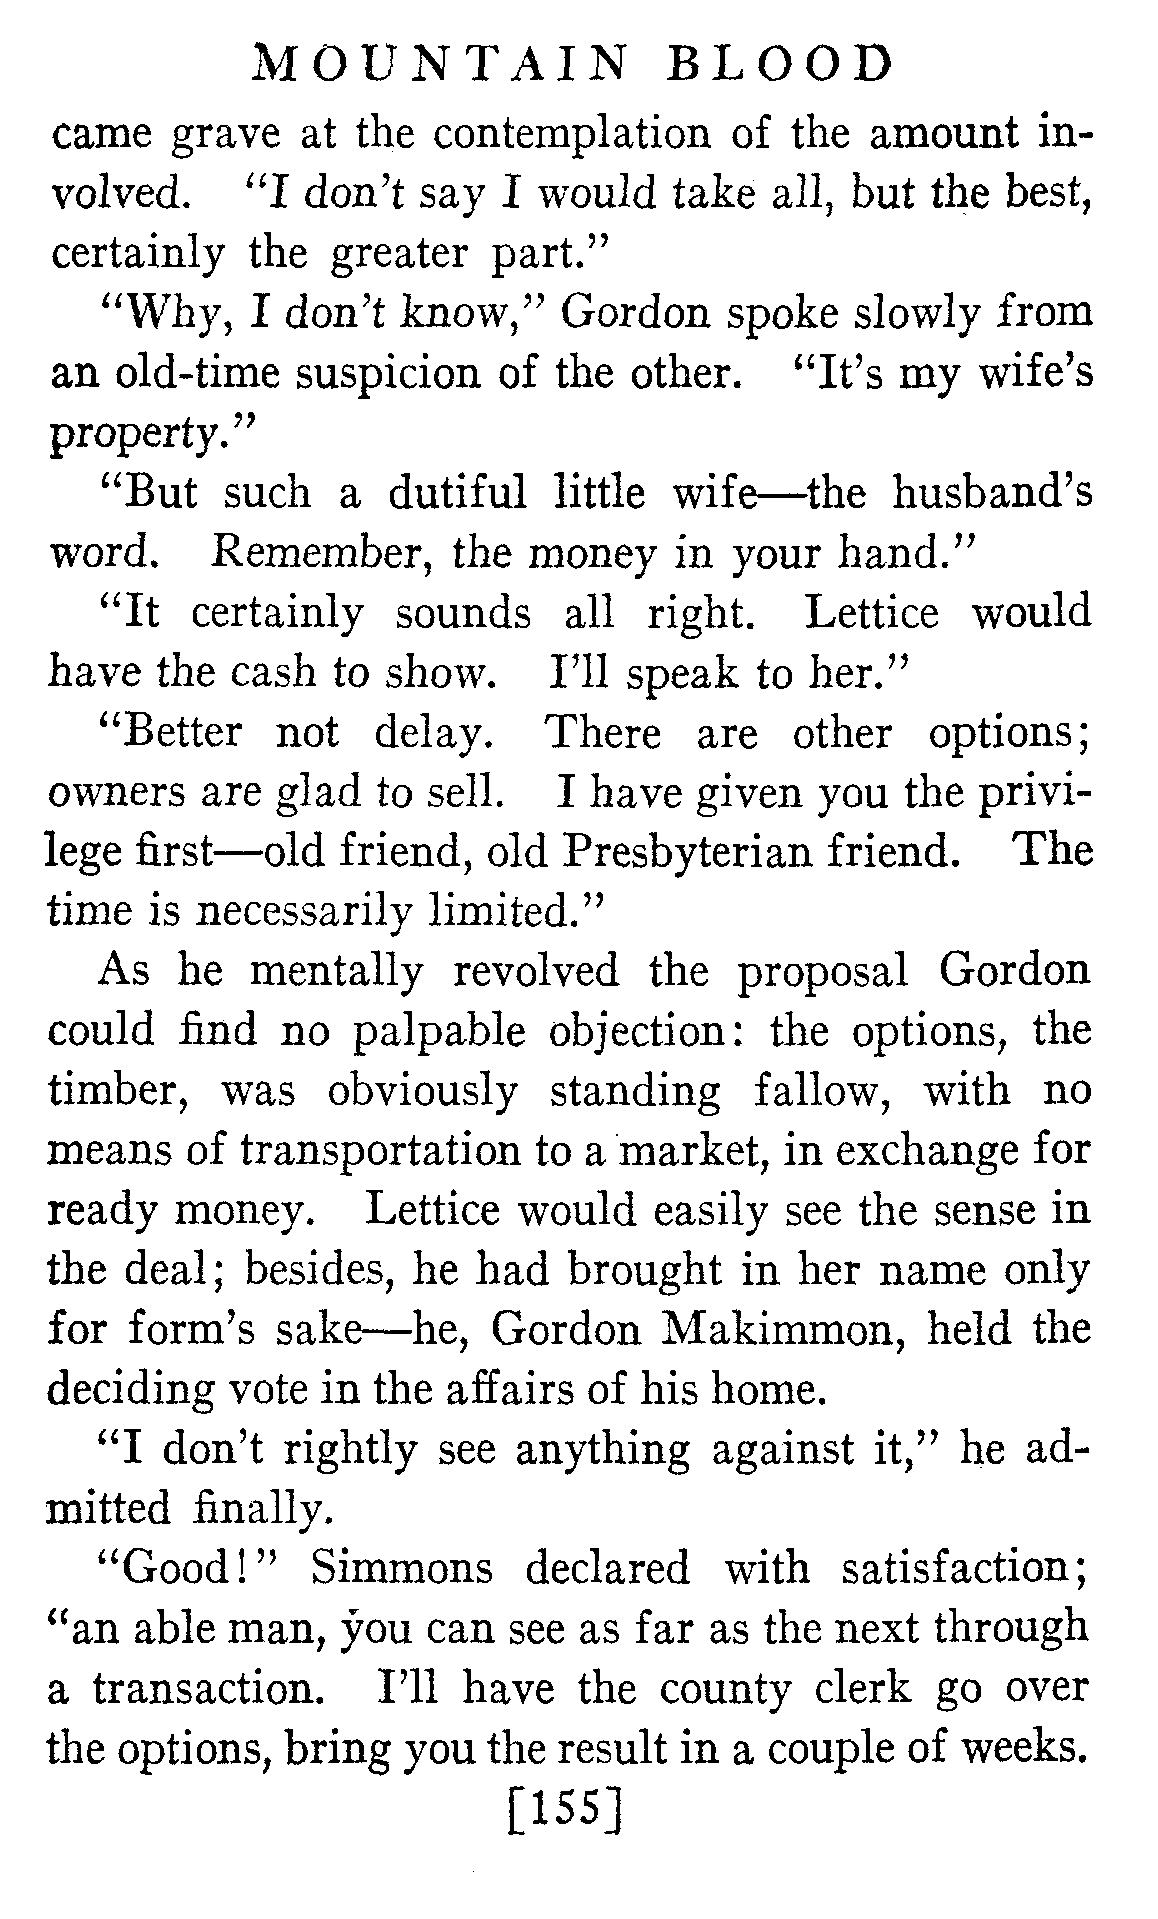 MOUNTAIN BLOOD
came grave at the contemplation of the amount in-
volved. "I don't say I would take all, but the best,
certainly the greater part."
"Why, I don't know," Gordon spoke slowly from
an old-time suspicion of the other. "It's my wife's
property."
"But such a dutiful little wife—the husband's
word. Remember, the money in your hand."
"It certainly sounds all right. Lettice would
have the cash to show. I'll speak to her."
"Better not delay. There are other options;
owners are glad to sell. I have given you the privi-
lege first—old friend, old Presbyterian friend. The
time is necessarily limited."
As he mentally revolved the proposal Gordon
could find no palpable objection: the options, the
timber, was obviously standing fallow, with no
means of transportation to a market, in exchange for
ready money. Lettice would easily see the sense in
the deal; besides, he had brought in her name only
for form's sake—he, Gordon Makimmon, held the
deciding vote in the affairs of his home.
"I don't rightly see anything against it," he ad-
mitted finally.
"Good!" Simmons declared with satisfaction;
"an able man, you can see as far as the next through
a transaction. I'll have the county clerk go over
the options, bring you the result in a couple of weeks.
[155]